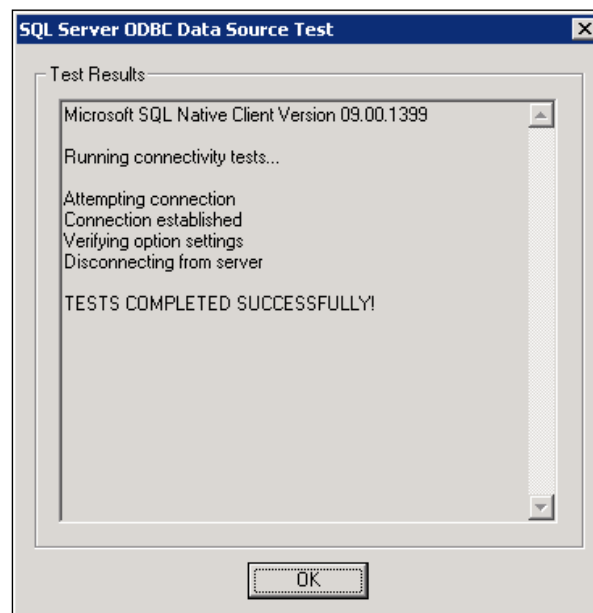 SQL Server ODBC Data Source Test
Test Results
Microsoft SQL Native Client Version 09.00.1399
Running connectivity tests...
Attempting connection
Connection established
Verifying option settings
Disconnecting from server
TESTS COMPLETED SUCCESSFULLY!
OK